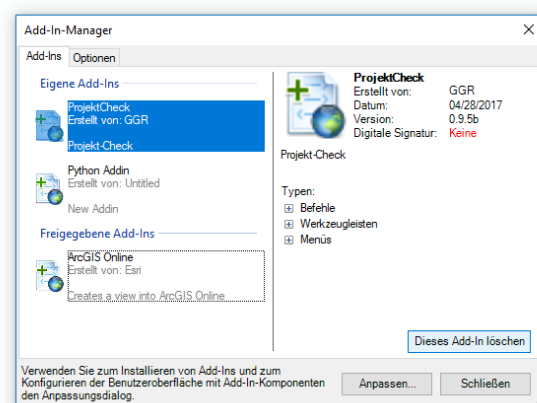 Add-In-Manager
Add-Ins
Optionen
Eigene Add-Ins
ProjektCheck
Erstellt von: GGR
Projekt-Check
Python Addin
Erstellt von: Untitled
New Addin
Freigegebene Add-Ins
ArcGIS Online
Erstellt von: Esri
Creates a view into ArcGIS Online
ProjektCheck
Erstellt von: GGR
Datum: 04/28/2017
Version: 0.9.5b
Digitale Signatur: Keine
Projekt-Check
Typen:
Befehle
Werkzeugleisten
Menüs
Dieses Add-In löschen
Verwenden Sie zum Installieren von Add-Ins und zum
Konfigurieren der Benutzeroberfläche mit Add-In-Komponenten
den Anpassungsdialog.
Anpassen...
Schließen